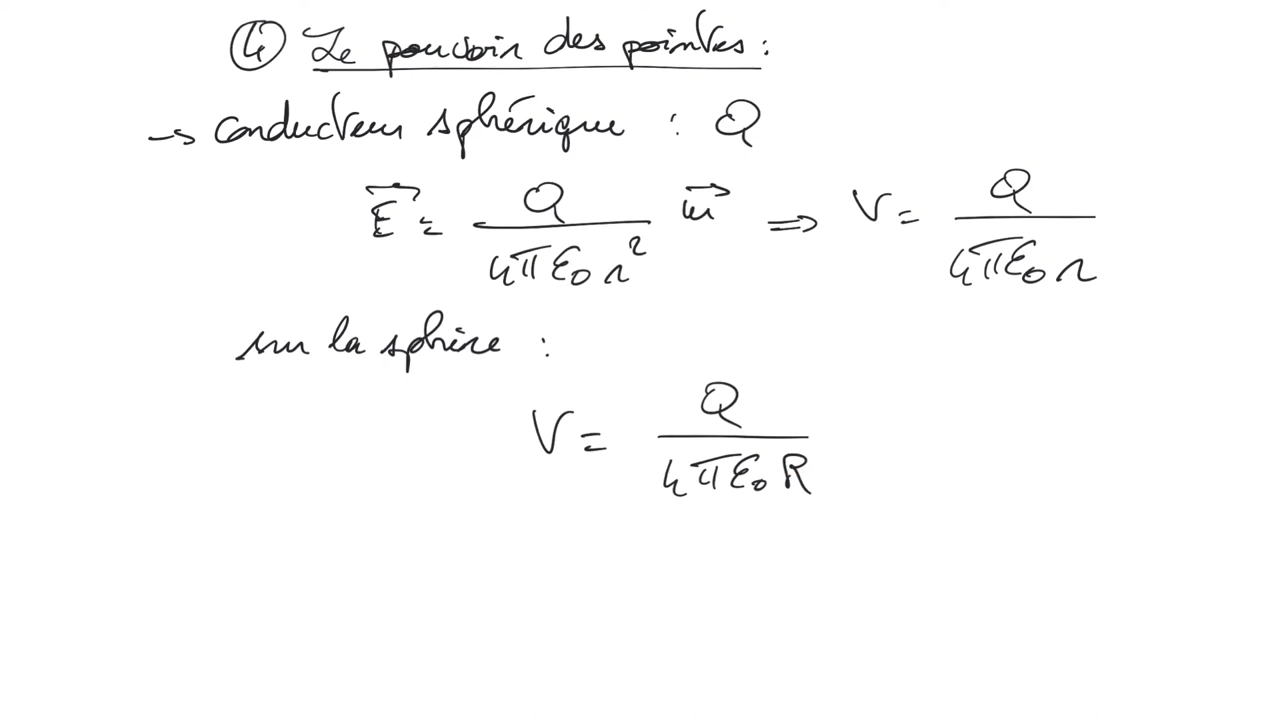 ④ Le pouvoir des pointes :
→ conducteur sphérique : Q
E⃗ = Q / (4πε₀r²) u⃗ ⇒ V = Q / (4πε₀r)
sur la sphère :
V = Q / (4πε₀R)